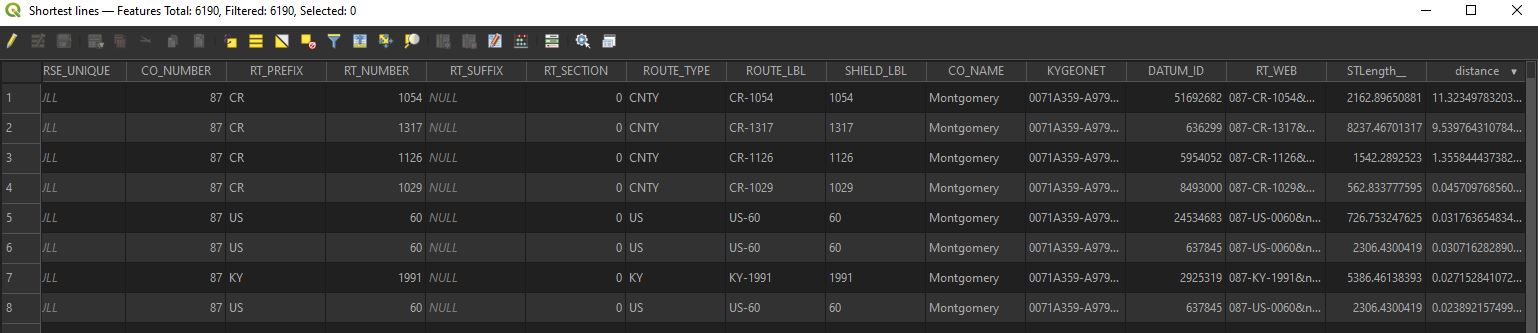 Shortest lines — Features Total: 6190, Filtered: 6190, Selected: 0
RSE_UNIQUE CO_NUMBER RT_PREFIX RT_NUMBER RT_SUFFIX RT_SECTION ROUTE_TYPE ROUTE_LBL SHIELD_LBL CO_NAME KYGEONET DATUM_ID RT_WEB STLength__ distance
1 JLL 87 CR 1054 NULL 0 CNTY CR-1054 1054 Montgomery 0071A359-A979... 51692682 087-CR-1054&... 2162.89650881 11.32349783203...
2 JLL 87 CR 1317 NULL 0 CNTY CR-1317 1317 Montgomery 0071A359-A979... 636299 087-CR-1317&... 8237.46701317 9.539764310784...
3 JLL 87 CR 1126 NULL 0 CNTY CR-1126 1126 Montgomery 0071A359-A979... 5954052 087-CR-1126&... 1542.2892523 1.355844437382...
4 JLL 87 CR 1029 NULL 0 CNTY CR-1029 1029 Montgomery 0071A359-A979... 8493000 087-CR-1029&... 562.833777595 0.045709768560...
5 JLL 87 US 60 NULL 0 US US-60 60 Montgomery 0071A359-A979... 24534683 087-US-0060&n... 726.753247625 0.031763654834...
6 JLL 87 US 60 NULL 0 US US-60 60 Montgomery 0071A359-A979... 637845 087-US-0060&n... 2306.4300419 0.030716282890...
7 JLL 87 KY 1991 NULL 0 KY KY-1991 1991 Montgomery 0071A359-A979... 2925319 087-KY-1991&n... 5386.46138393 0.027152841072...
8 JLL 87 US 60 NULL 0 US US-60 60 Montgomery 0071A359-A979... 637845 087-US-0060&n... 2306.4300419 0.023892157499...